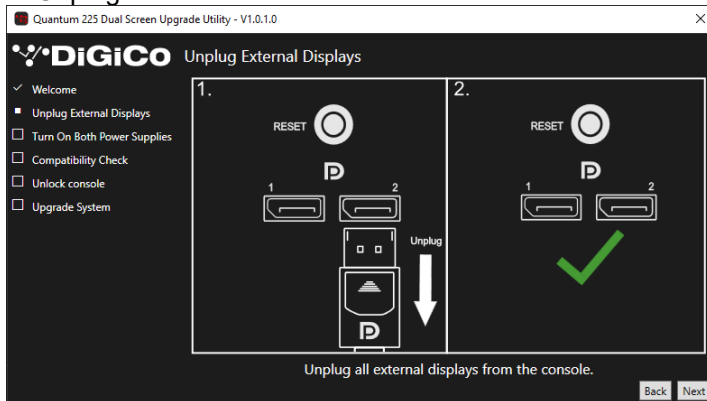 Quantum 225 Dual Screen Upgrade Utility - V1.0.1.0
DiGiCo
Unplug External Displays
Welcome
Unplug External Displays
Turn On Both Power Supplies
Compatibility Check
Unlock console
Upgrade System
1.
RESET
1 2
Unplug
2.
RESET
1 2
Unplug all external displays from the console.
Back Next